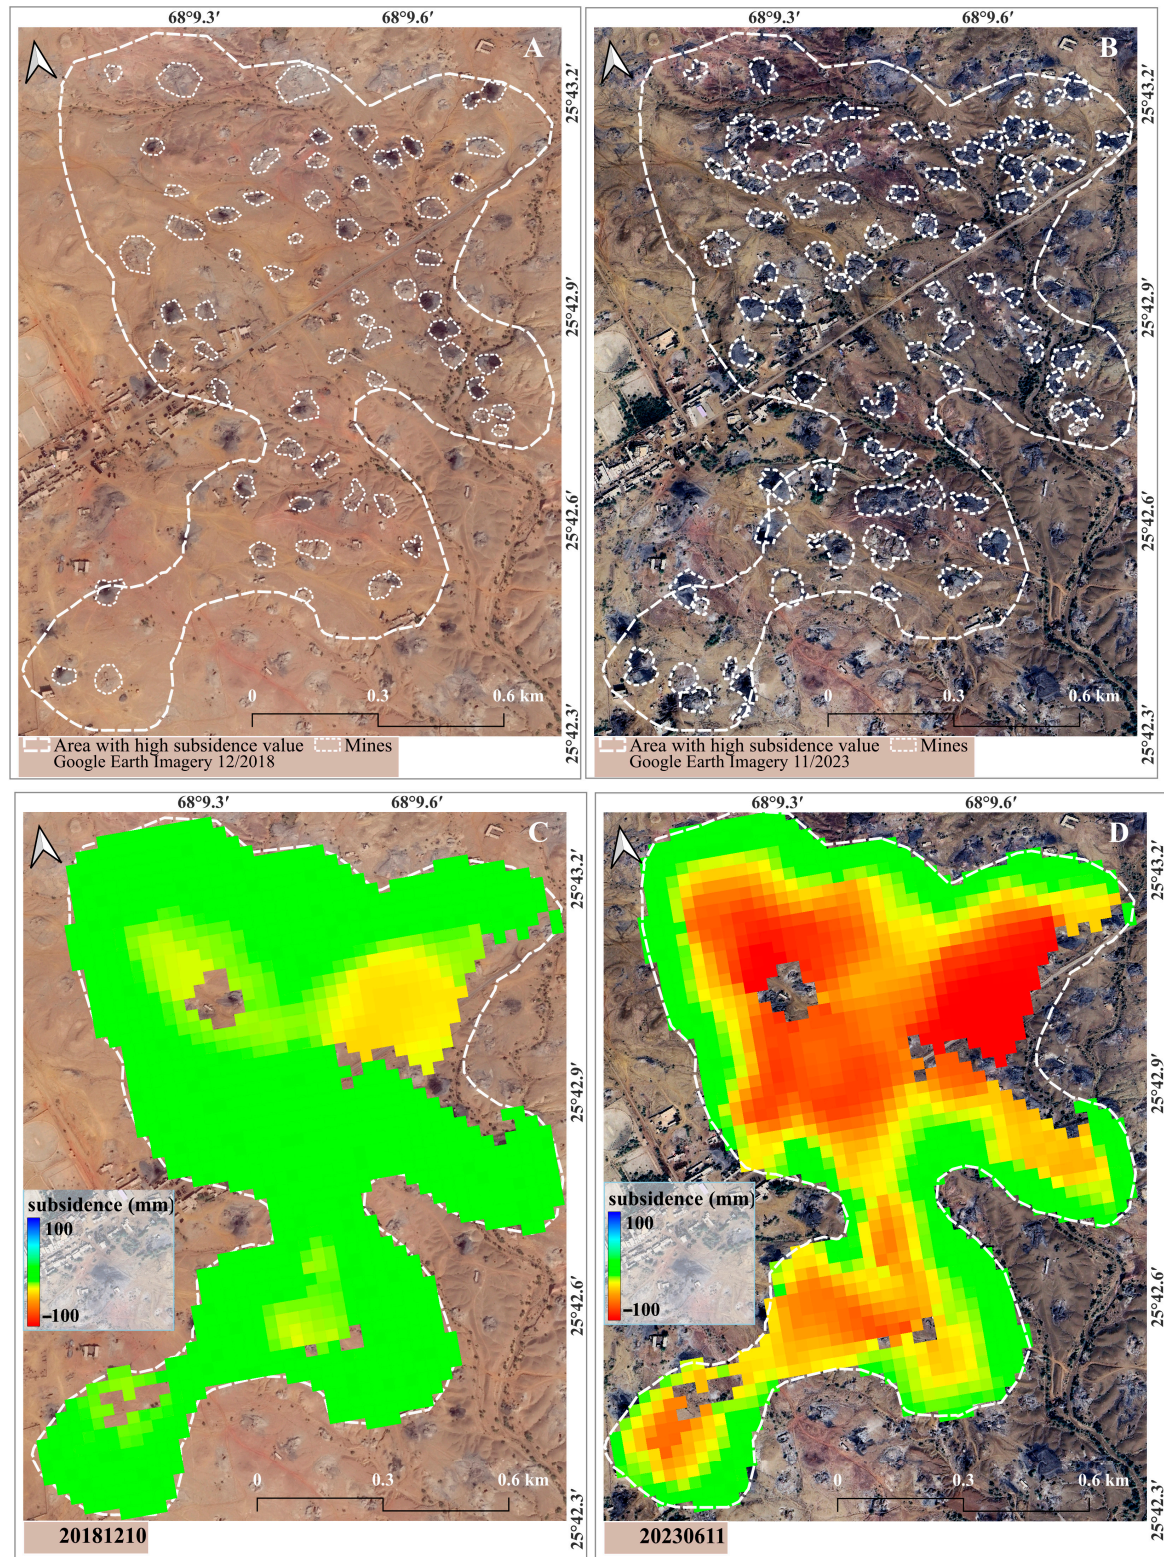 68°9.3′
68°9.6′
A
25°43.2′
25°42.9′
25°42.6′
25°42.3′
0
0.3
0.6 km
Area with high subsidence value
Mines
Google Earth Imagery 12/2018
68°9.3′
68°9.6′
B
25°43.2′
25°42.9′
25°42.6′
25°42.3′
0
0.3
0.6 km
Area with high subsidence value
Mines
Google Earth Imagery 11/2023
68°9.3′
68°9.6′
C
25°43.2′
25°42.9′
25°42.6′
25°42.3′
subsidence (mm)
100
−100
0
0.3
0.6 km
20181210
68°9.3′
68°9.6′
D
25°43.2′
25°42.9′
25°42.6′
25°42.3′
subsidence (mm)
100
−100
0
0.3
0.6 km
20230611